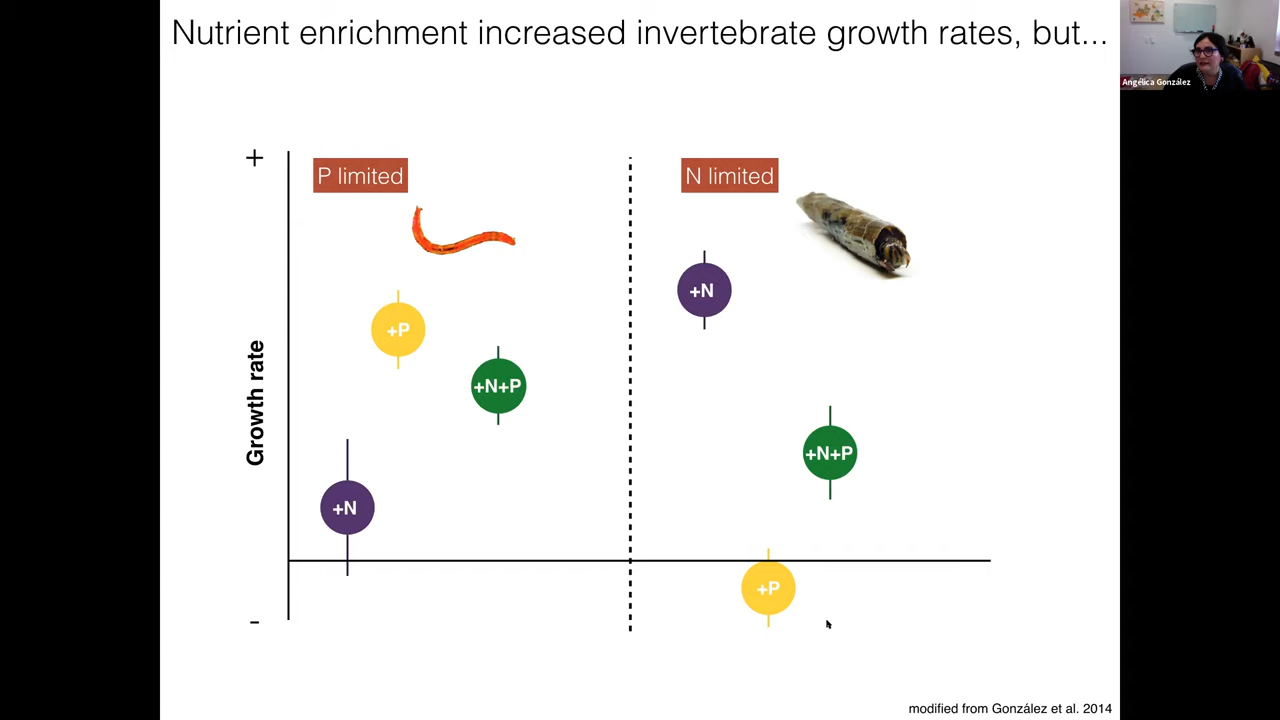 Nutrient enrichment increased invertebrate growth rates, but...
Angélica González
+
P limited
N limited
+N
+P
+N+P
+N+P
+N
+P
Growth rate
-
modified from González et al. 2014